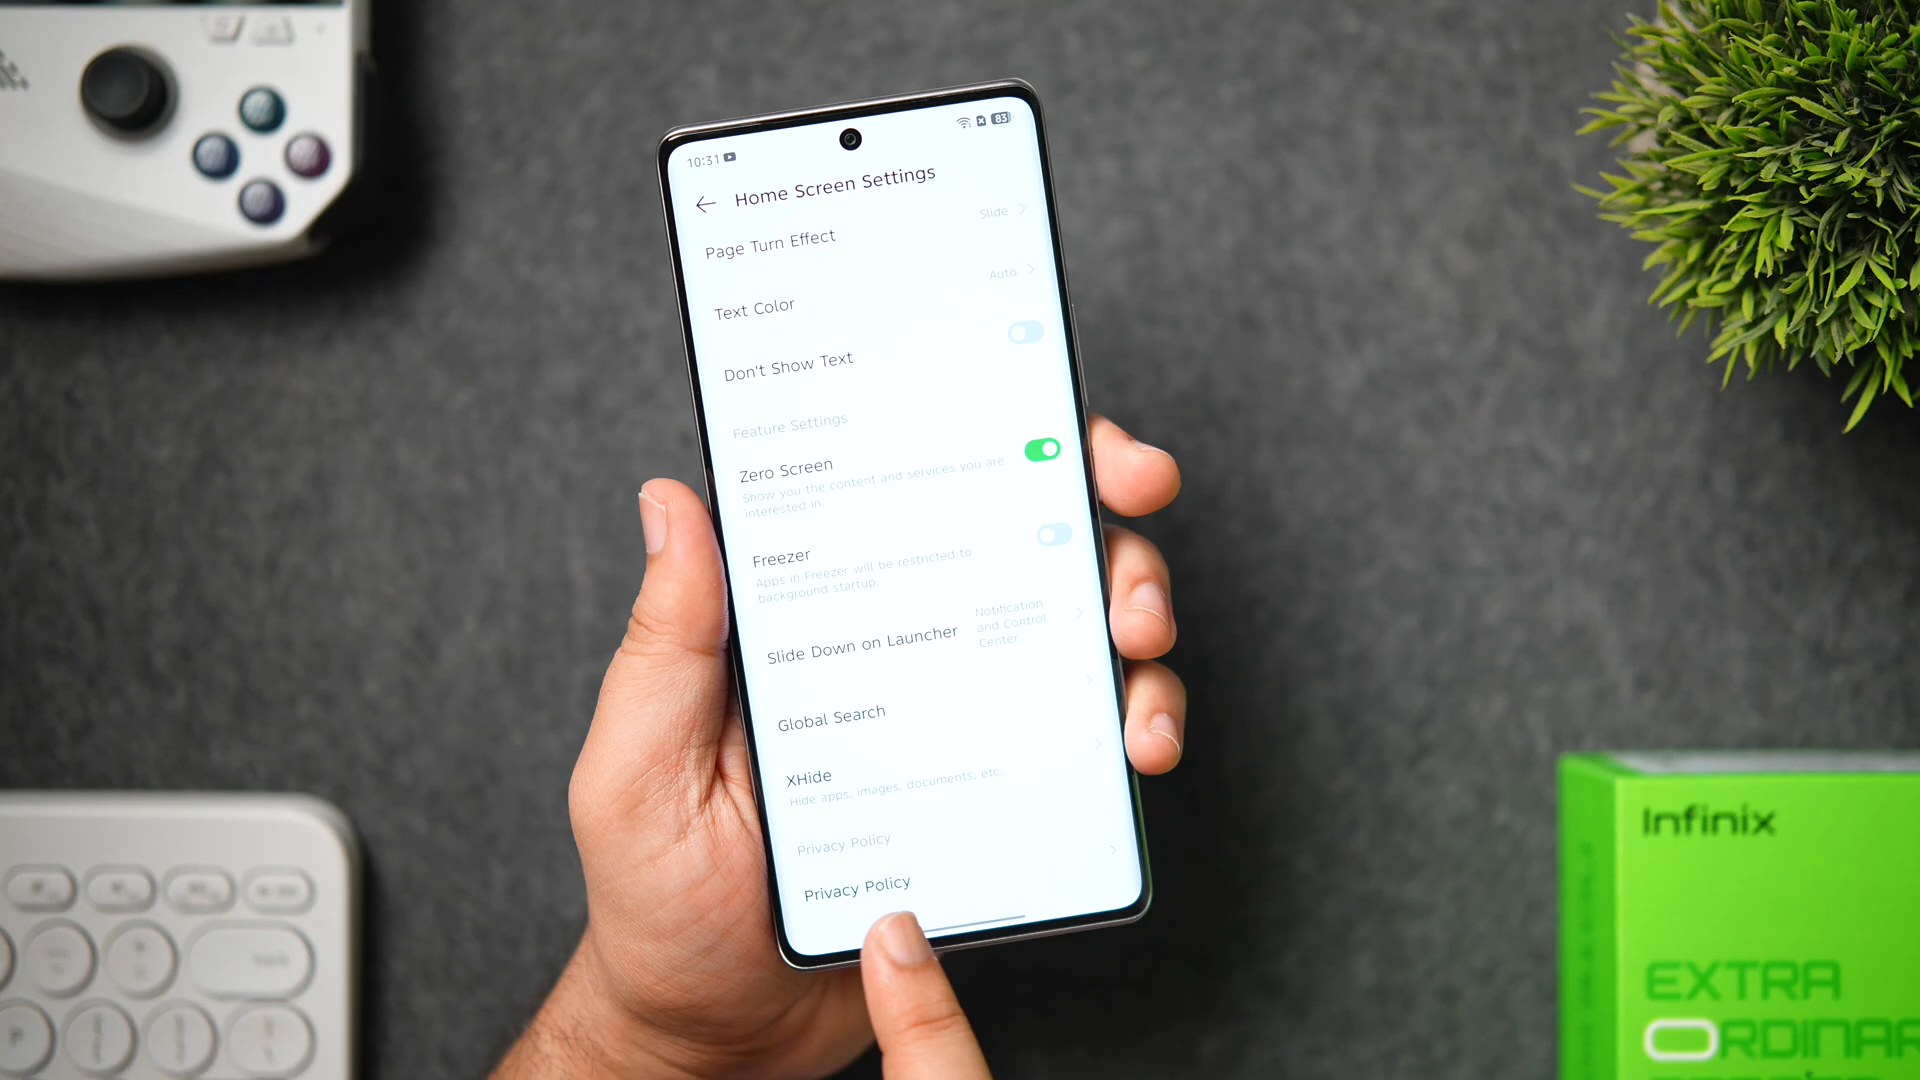 10:31
83
Home Screen Settings
Page Turn Effect
Slide
Text Color
Auto
Don't Show Text
Feature Settings
Zero Screen
Show you the content and services you are
interested in.
Freezer
Apps in Freezer will be restricted to
background startup.
Slide Down on Launcher
Notification
and Control
Center
Global Search
XHide
Hide apps, images, documents, etc.
Privacy Policy
Privacy Policy
Infinix
EXTRA
ORDINAR
P